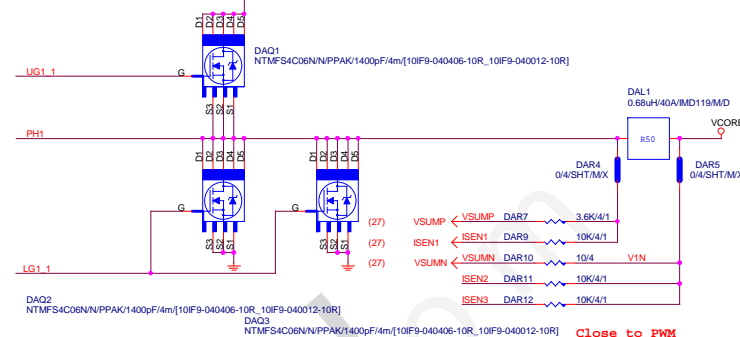 D1 D2 D3 D4 D5
DAQ1
NTMFS4C06N/N/PPAK/1400pF/4m/[10IF9-040406-10R_10IF9-040012-10R]
G
UG1_1
S3 S2 S1
DAL1
0.68uH/40A/IMD119/M/D
VCORE
PH1
R50
D1 D2 D3 D4 D5
D1 D2 D3 D4 D5
DAR4
0/4/SHT/M/X
DAR5
0/4/SHT/M/X
G
G
(27) VSUMP VSUMP DAR7 3.6K/4/1
(27) ISEN1 ISEN1 DAR9 10K/4/1
S3 S2 S1
S3 S2 S1
(27) VSUMN VSUMN DAR10 10/4 V1N
LG1_1
ISEN2 DAR11 10K/4/1
ISEN3 DAR12 10K/4/1
DAQ2
NTMFS4C06N/N/PPAK/1400pF/4m/[10IF9-040406-10R_10IF9-040012-10R]
DAQ3
NTMFS4C06N/N/PPAK/1400pF/4m/[10IF9-040406-10R_10IF9-040012-10R]
Close to PWM